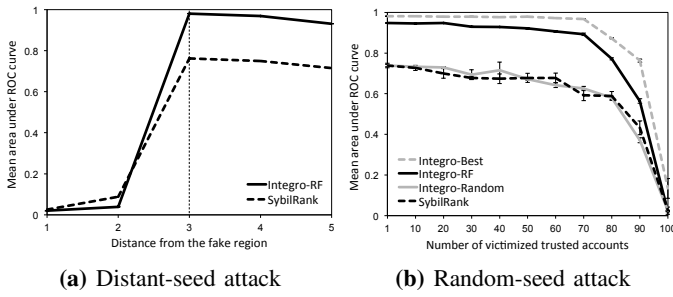 1
0.8
0.6
0.4
0.2
0
Mean area under ROC curve
1 2 3 4 5
Distance from the fake region
Integro-RF
SybilRank
(a) Distant-seed attack
1
0.8
0.6
0.4
0.2
0
Mean area under ROC curve
1 10 20 30 40 50 60 70 80 90 100
Number of victimized trusted accounts
Integro-Best
Integro-RF
Integro-Random
SybilRank
(b) Random-seed attack